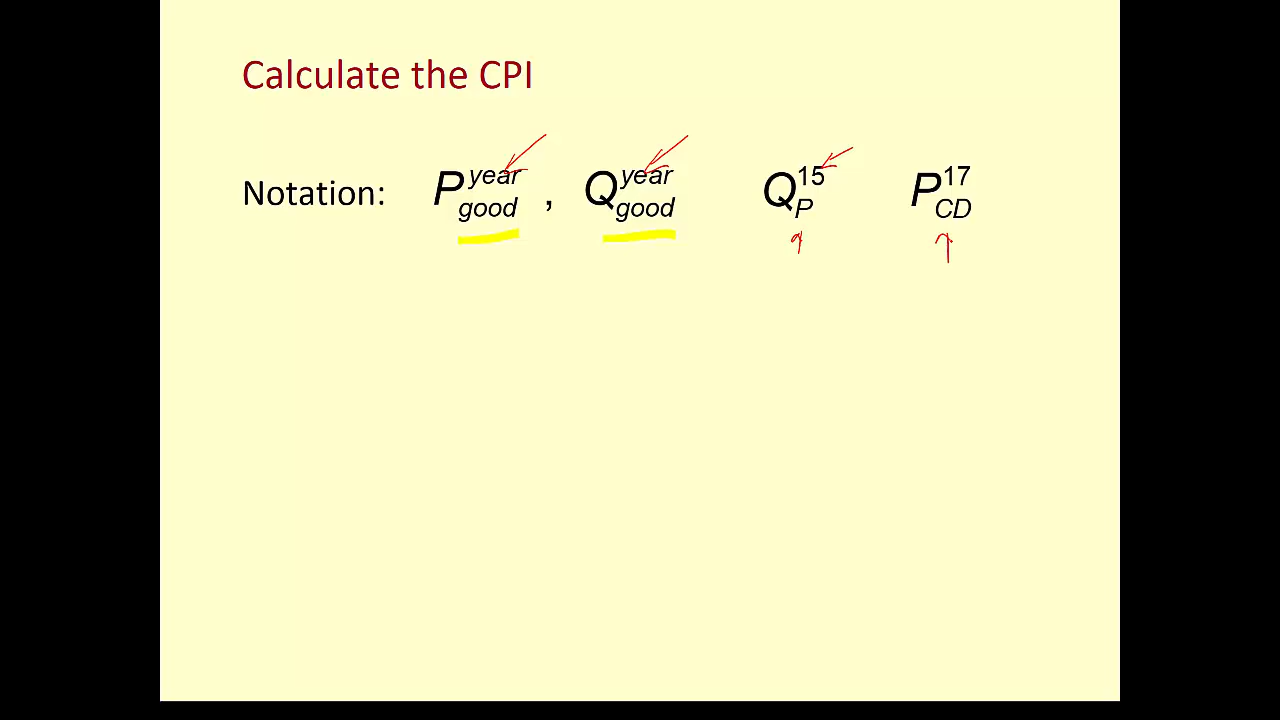 Calculate the CPI
Notation: P^{year}_{good} , Q^{year}_{good} Q^{15}_{P} P^{17}_{CD}